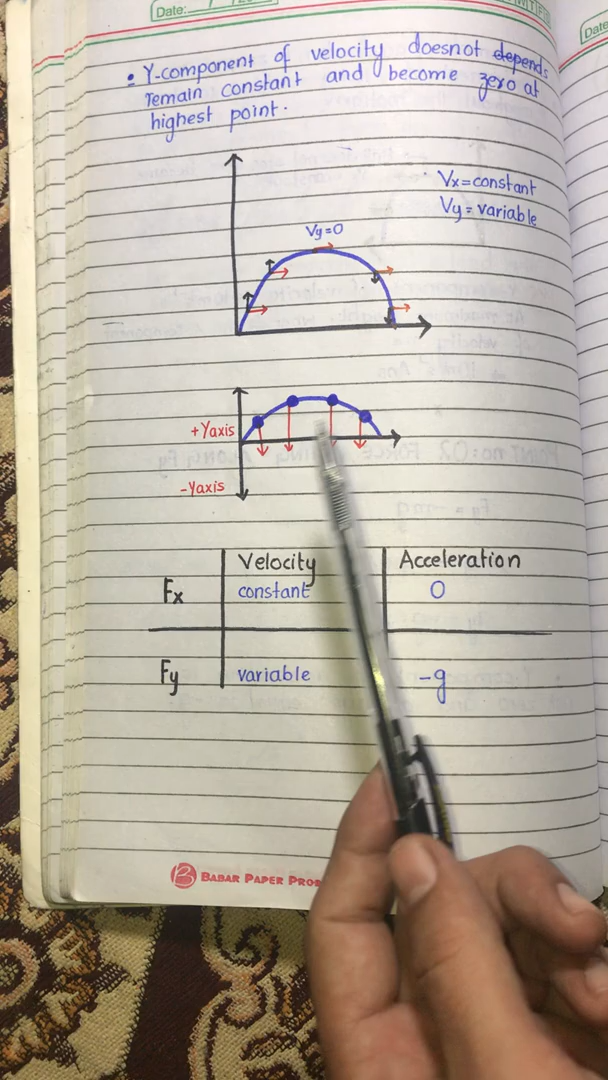 Date:
Date
• Y-component of velocity doesnot depends
remain constant and become zero at
highest point.
Vx=constant
Vy=variable
Vy=0
+Yaxis
-Yaxis
Velocity Acceleration
Fx constant 0
Fy variable -g
B BABAR PAPER PRO